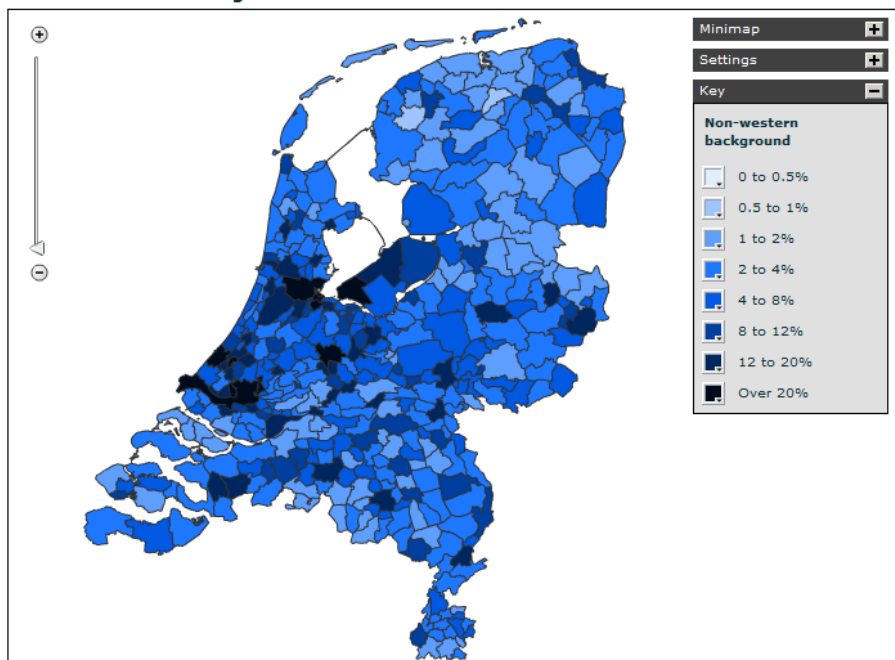 Minimap
Settings
Key
Non-western
background
0 to 0.5%
0.5 to 1%
1 to 2%
2 to 4%
4 to 8%
8 to 12%
12 to 20%
Over 20%